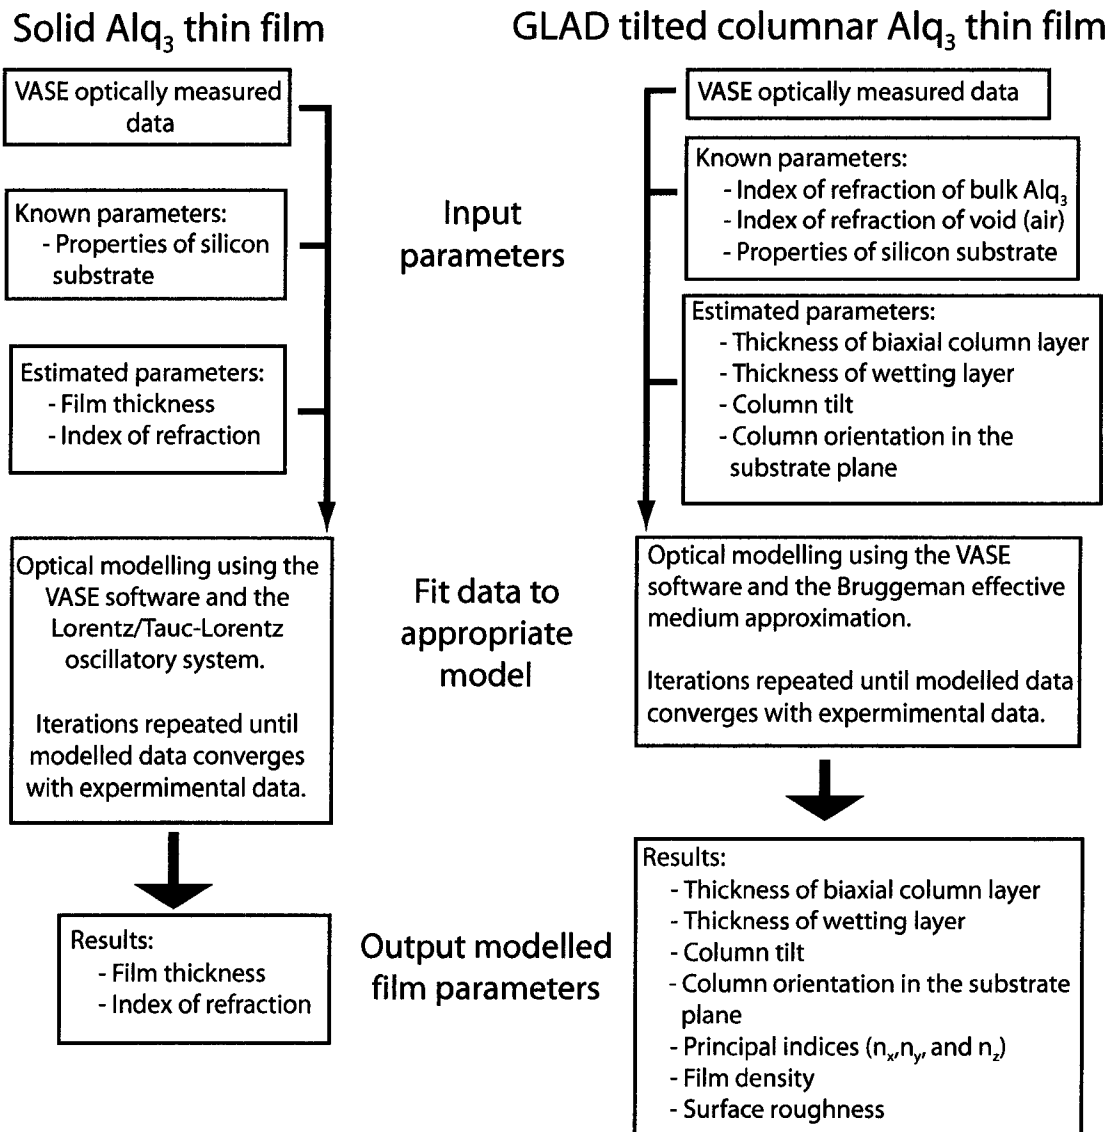 Solid Alq₃ thin film
VASE optically measured
data
Known parameters:
- Properties of silicon
substrate
Estimated parameters:
- Film thickness
- Index of refraction
Optical modelling using the
VASE software and the
Lorentz/Tauc-Lorentz
oscillatory system.
Iterations repeated until
modelled data converges
with expermimental data.
Results:
- Film thickness
- Index of refraction
Input
parameters
Fit data to
appropriate
model
Output modelled
film parameters
GLAD tilted columnar Alq₃ thin film
VASE optically measured data
Known parameters:
- Index of refraction of bulk Alq₃
- Index of refraction of void (air)
- Properties of silicon substrate
Estimated parameters:
- Thickness of biaxial column layer
- Thickness of wetting layer
- Column tilt
- Column orientation in the
substrate plane
Optical modelling using the VASE
software and the Bruggeman effective
medium approximation.
Iterations repeated until modelled data
converges with expermimental data.
Results:
- Thickness of biaxial column layer
- Thickness of wetting layer
- Column tilt
- Column orientation in the substrate
plane
- Principal indices (nₓ,n_y, and n_z)
- Film density
- Surface roughness